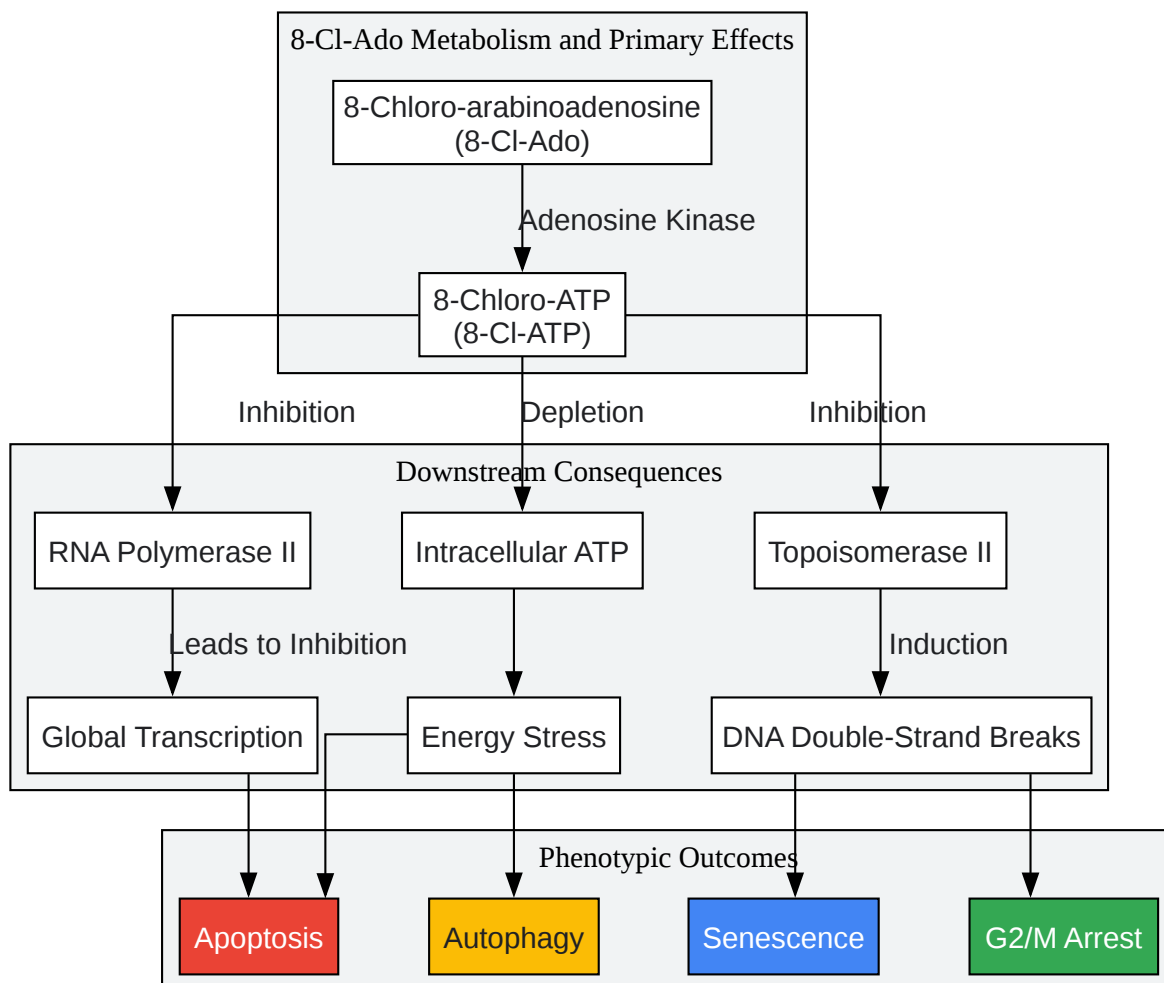 8-Cl-Ado Metabolism and Primary Effects
8-Chloro-arabinoadenosine
(8-Cl-Ado)
Adenosine Kinase
8-Chloro-ATP
(8-Cl-ATP)
Inhibition
Depletion
Inhibition
Downstream Consequences
RNA Polymerase II
Intracellular ATP
Topoisomerase II
Leads to Inhibition
Induction
Global Transcription
Energy Stress
DNA Double-Strand Breaks
Phenotypic Outcomes
Apoptosis
Autophagy
Senescence
G2/M Arrest